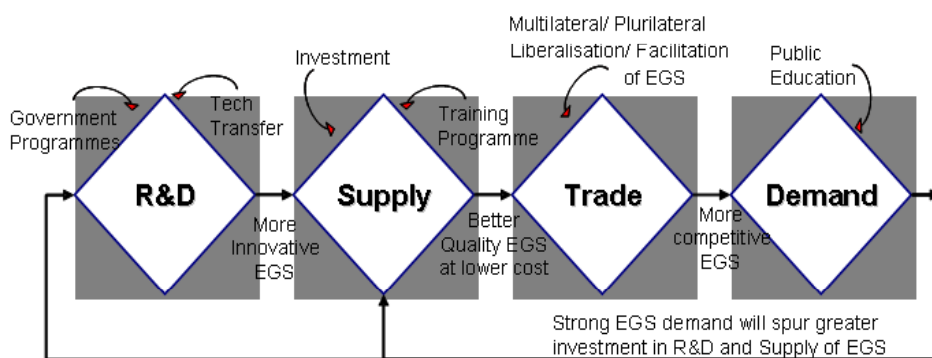 Multilateral/ Plurilateral
Liberalisation/ Facilitation
of EGS
Investment
Public
Education
Government
Programmes
Tech
Transfer
Training
Programme
R&D
Supply
Trade
Demand
More
Innovative
EGS
Better
Quality EGS
at lower cost
More
competitive
EGS
Strong EGS demand will spur greater
investment in R&D and Supply of EGS